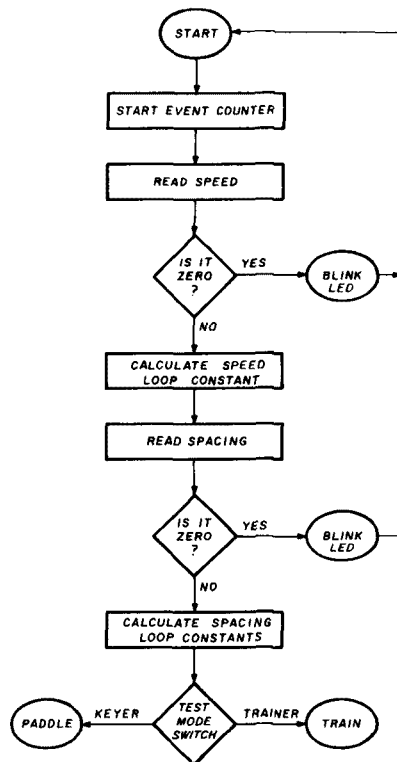 START
START EVENT COUNTER
READ SPEED
IS IT
ZERO
?
YES
BLINK
LED
NO
CALCULATE SPEED
LOOP CONSTANT
READ SPACING
IS IT
ZERO
?
YES
BLINK
LED
NO
CALCULATE SPACING
LOOP CONSTANTS
PADDLE
KEYER
TEST
MODE
SWITCH
TRAINER
TRAIN